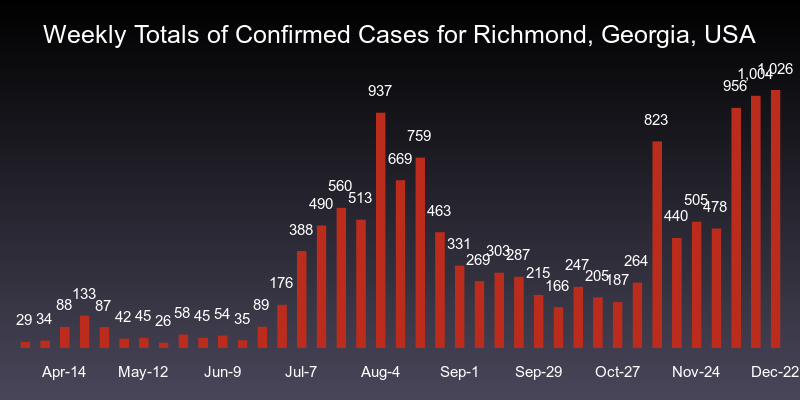 Weekly Totals of Confirmed Cases for Richmond, Georgia, USA
29 34 88 133 87 42 45 26 58 45 54 35 89 176 388 490 560 513 937 669 759 463 331 269 303 287 215 166 247 205 187 264 823 440 505 478 956 1,004 1,026
Apr-14 May-12 Jun-9 Jul-7 Aug-4 Sep-1 Sep-29 Oct-27 Nov-24 Dec-22